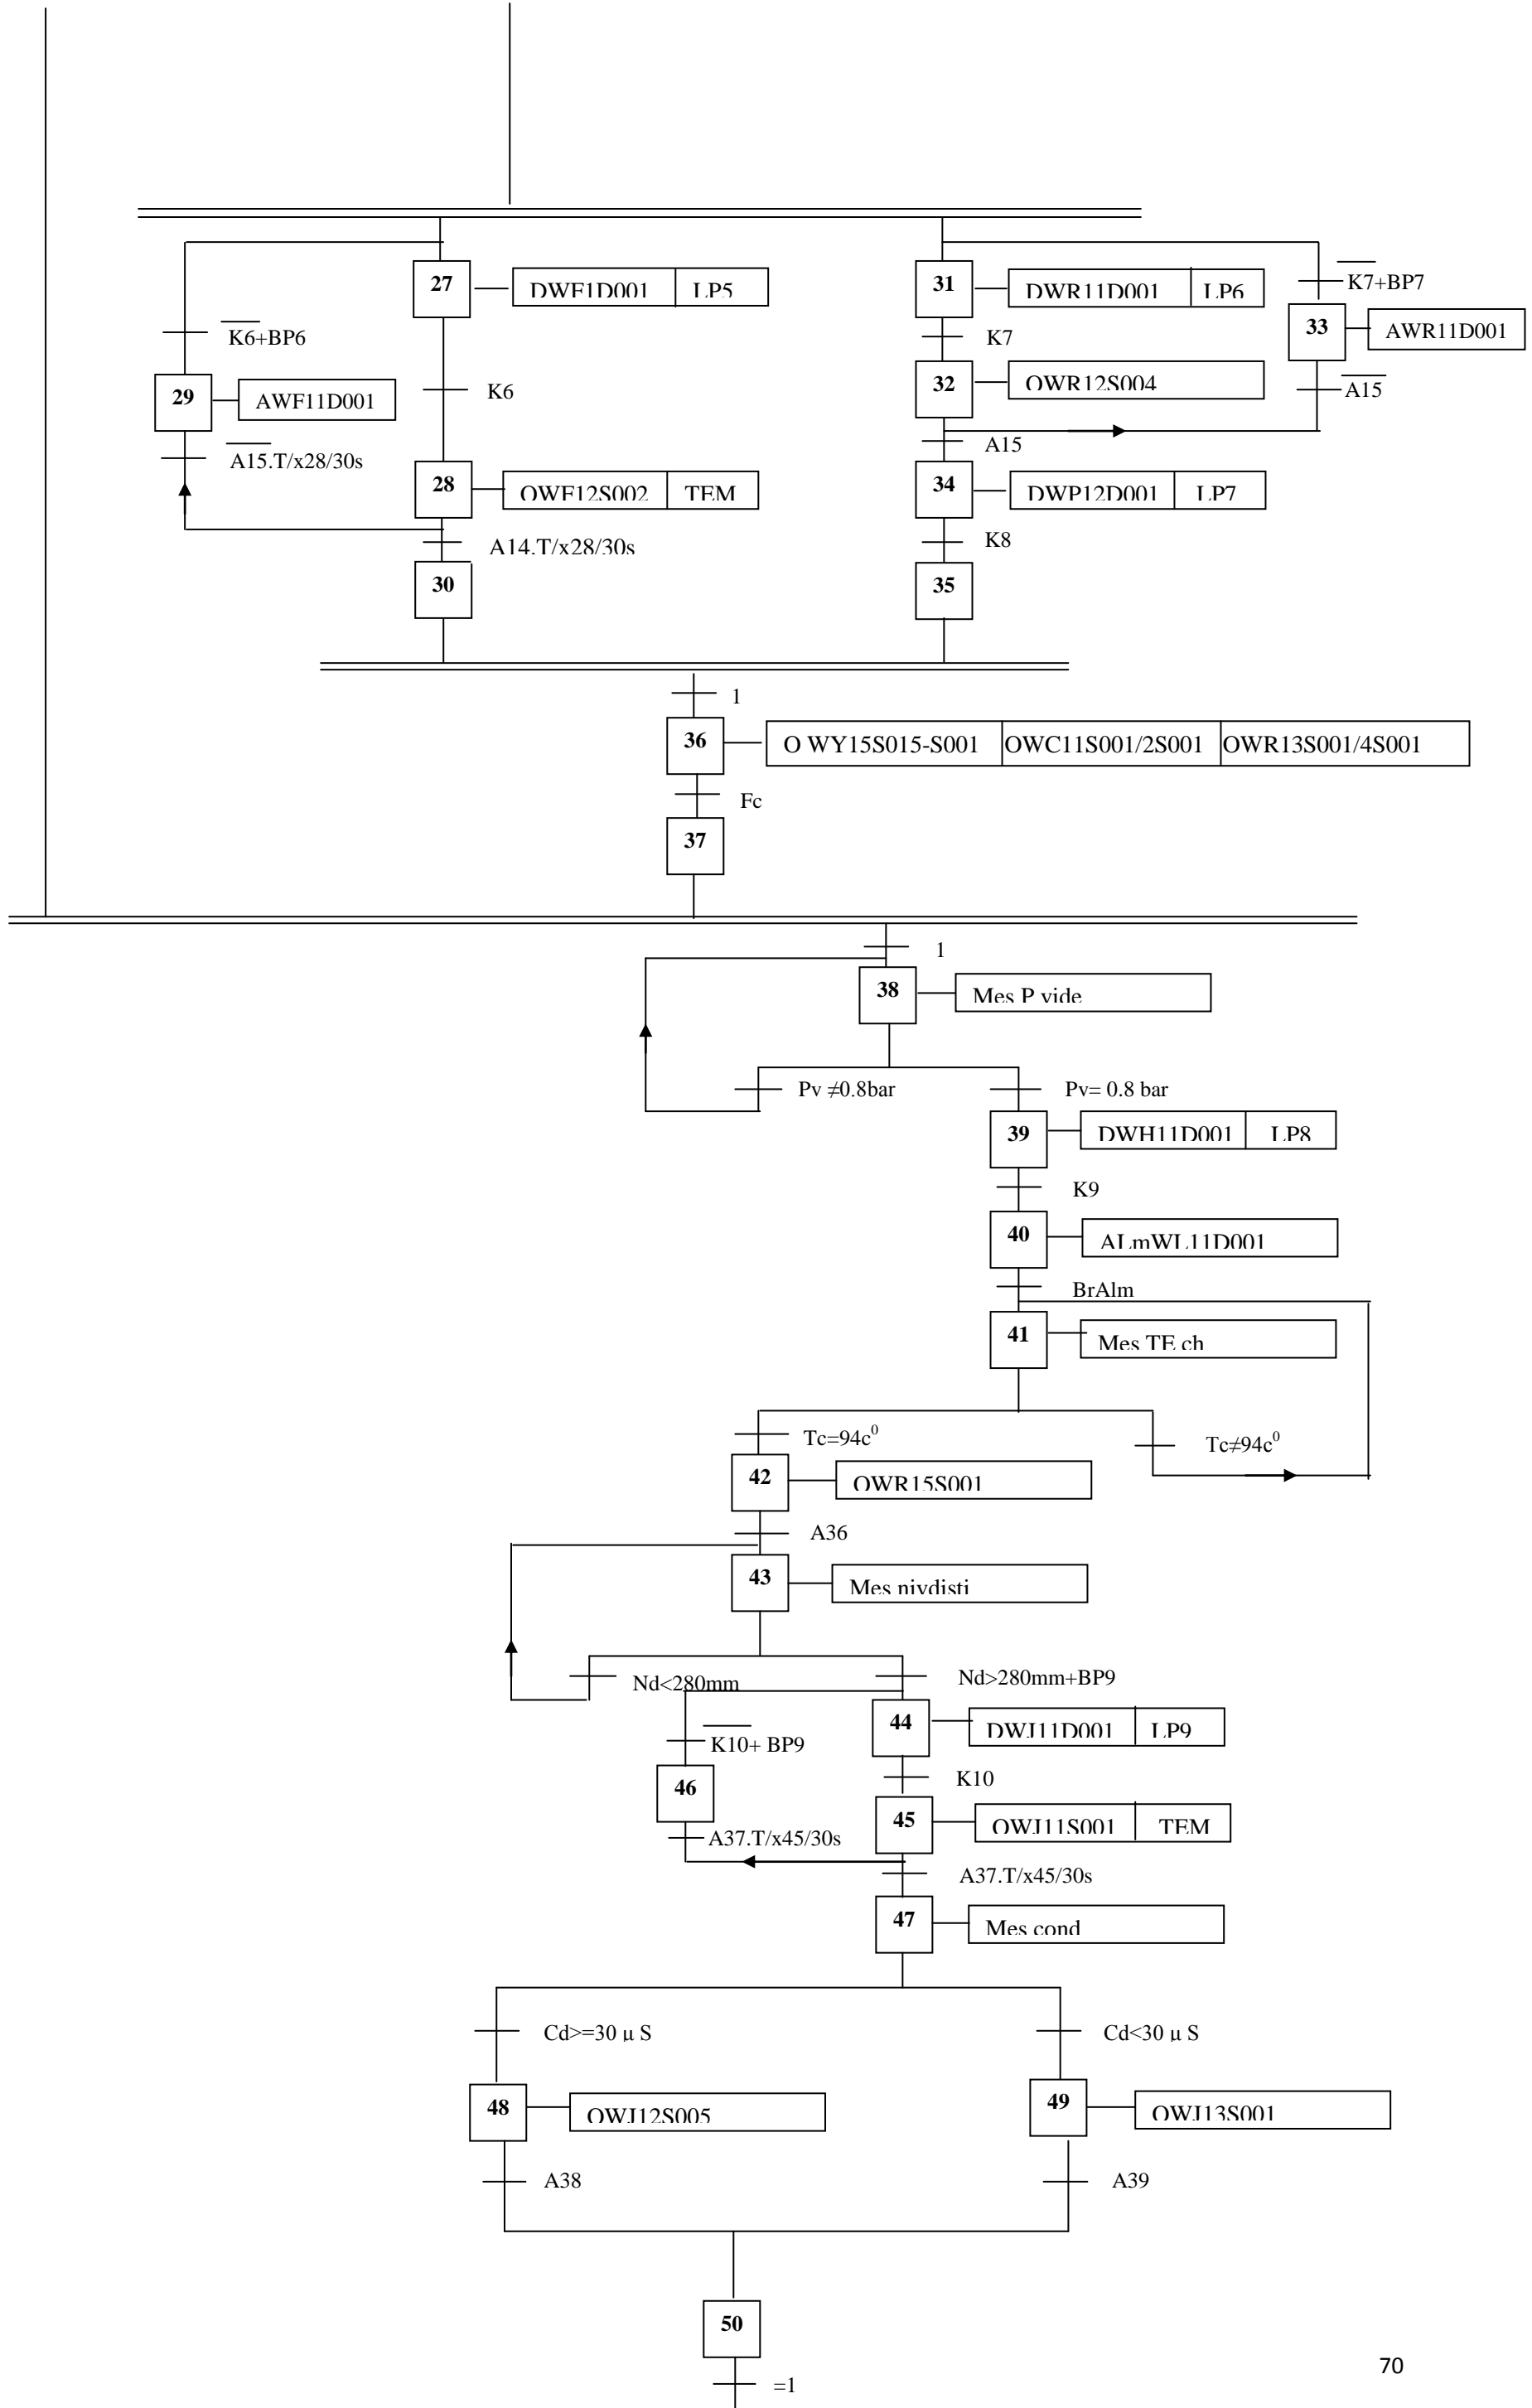 27
DWF1D001 LP5
31
DWR11D001 LP6
K7+BP7
K6+BP6
K7
33
AWR11D001
29
AWF11D001
K6
32
OWR12S004
A15
A15.T/x28/30s
A15
28
OWF12S002 TEM
34
DWP12D001 LP7
A14.T/x28/30s
K8
30
35
1
36
O WY15S015-S001 OWC11S001/2S001 OWR13S001/4S001
Fc
37
1
38
Mes P vide
Pv ≠0.8bar
Pv= 0.8 bar
39
DWH11D001 LP8
K9
40
ALmWL11D001
BrAlm
41
Mes TE ch
Tc=94c⁰
Tc≠94c⁰
42
OWR15S001
A36
43
Mes nivdisti
Nd<280mm
Nd>280mm+BP9
44
DWJ11D001 LP9
K10+ BP9
K10
46
45
OWJ11S001 TEM
A37.T/x45/30s
A37.T/x45/30s
47
Mes cond
Cd>=30 µ S
Cd<30 µ S
48
OWJ12S005
49
OWJ13S001
A38
A39
50
=1
70